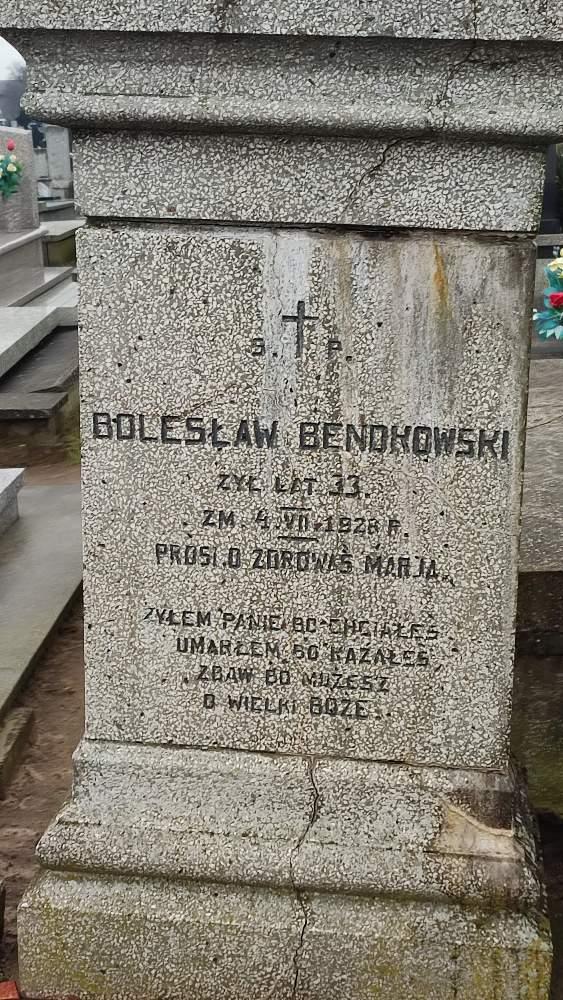 Ś. P.
BOLESŁAW BENDKOWSKI
ŻYŁ LAT 33.
ZM. 4.VII.1928 R.
PROSI O ZDROWAŚ MARJA.
ŻYŁEM PANIE BO CHCIAŁEŚ
UMARŁEM, BO KAZAŁEŚ,
ZBAW BO MOŻESZ
O WIELKI BOŻE.